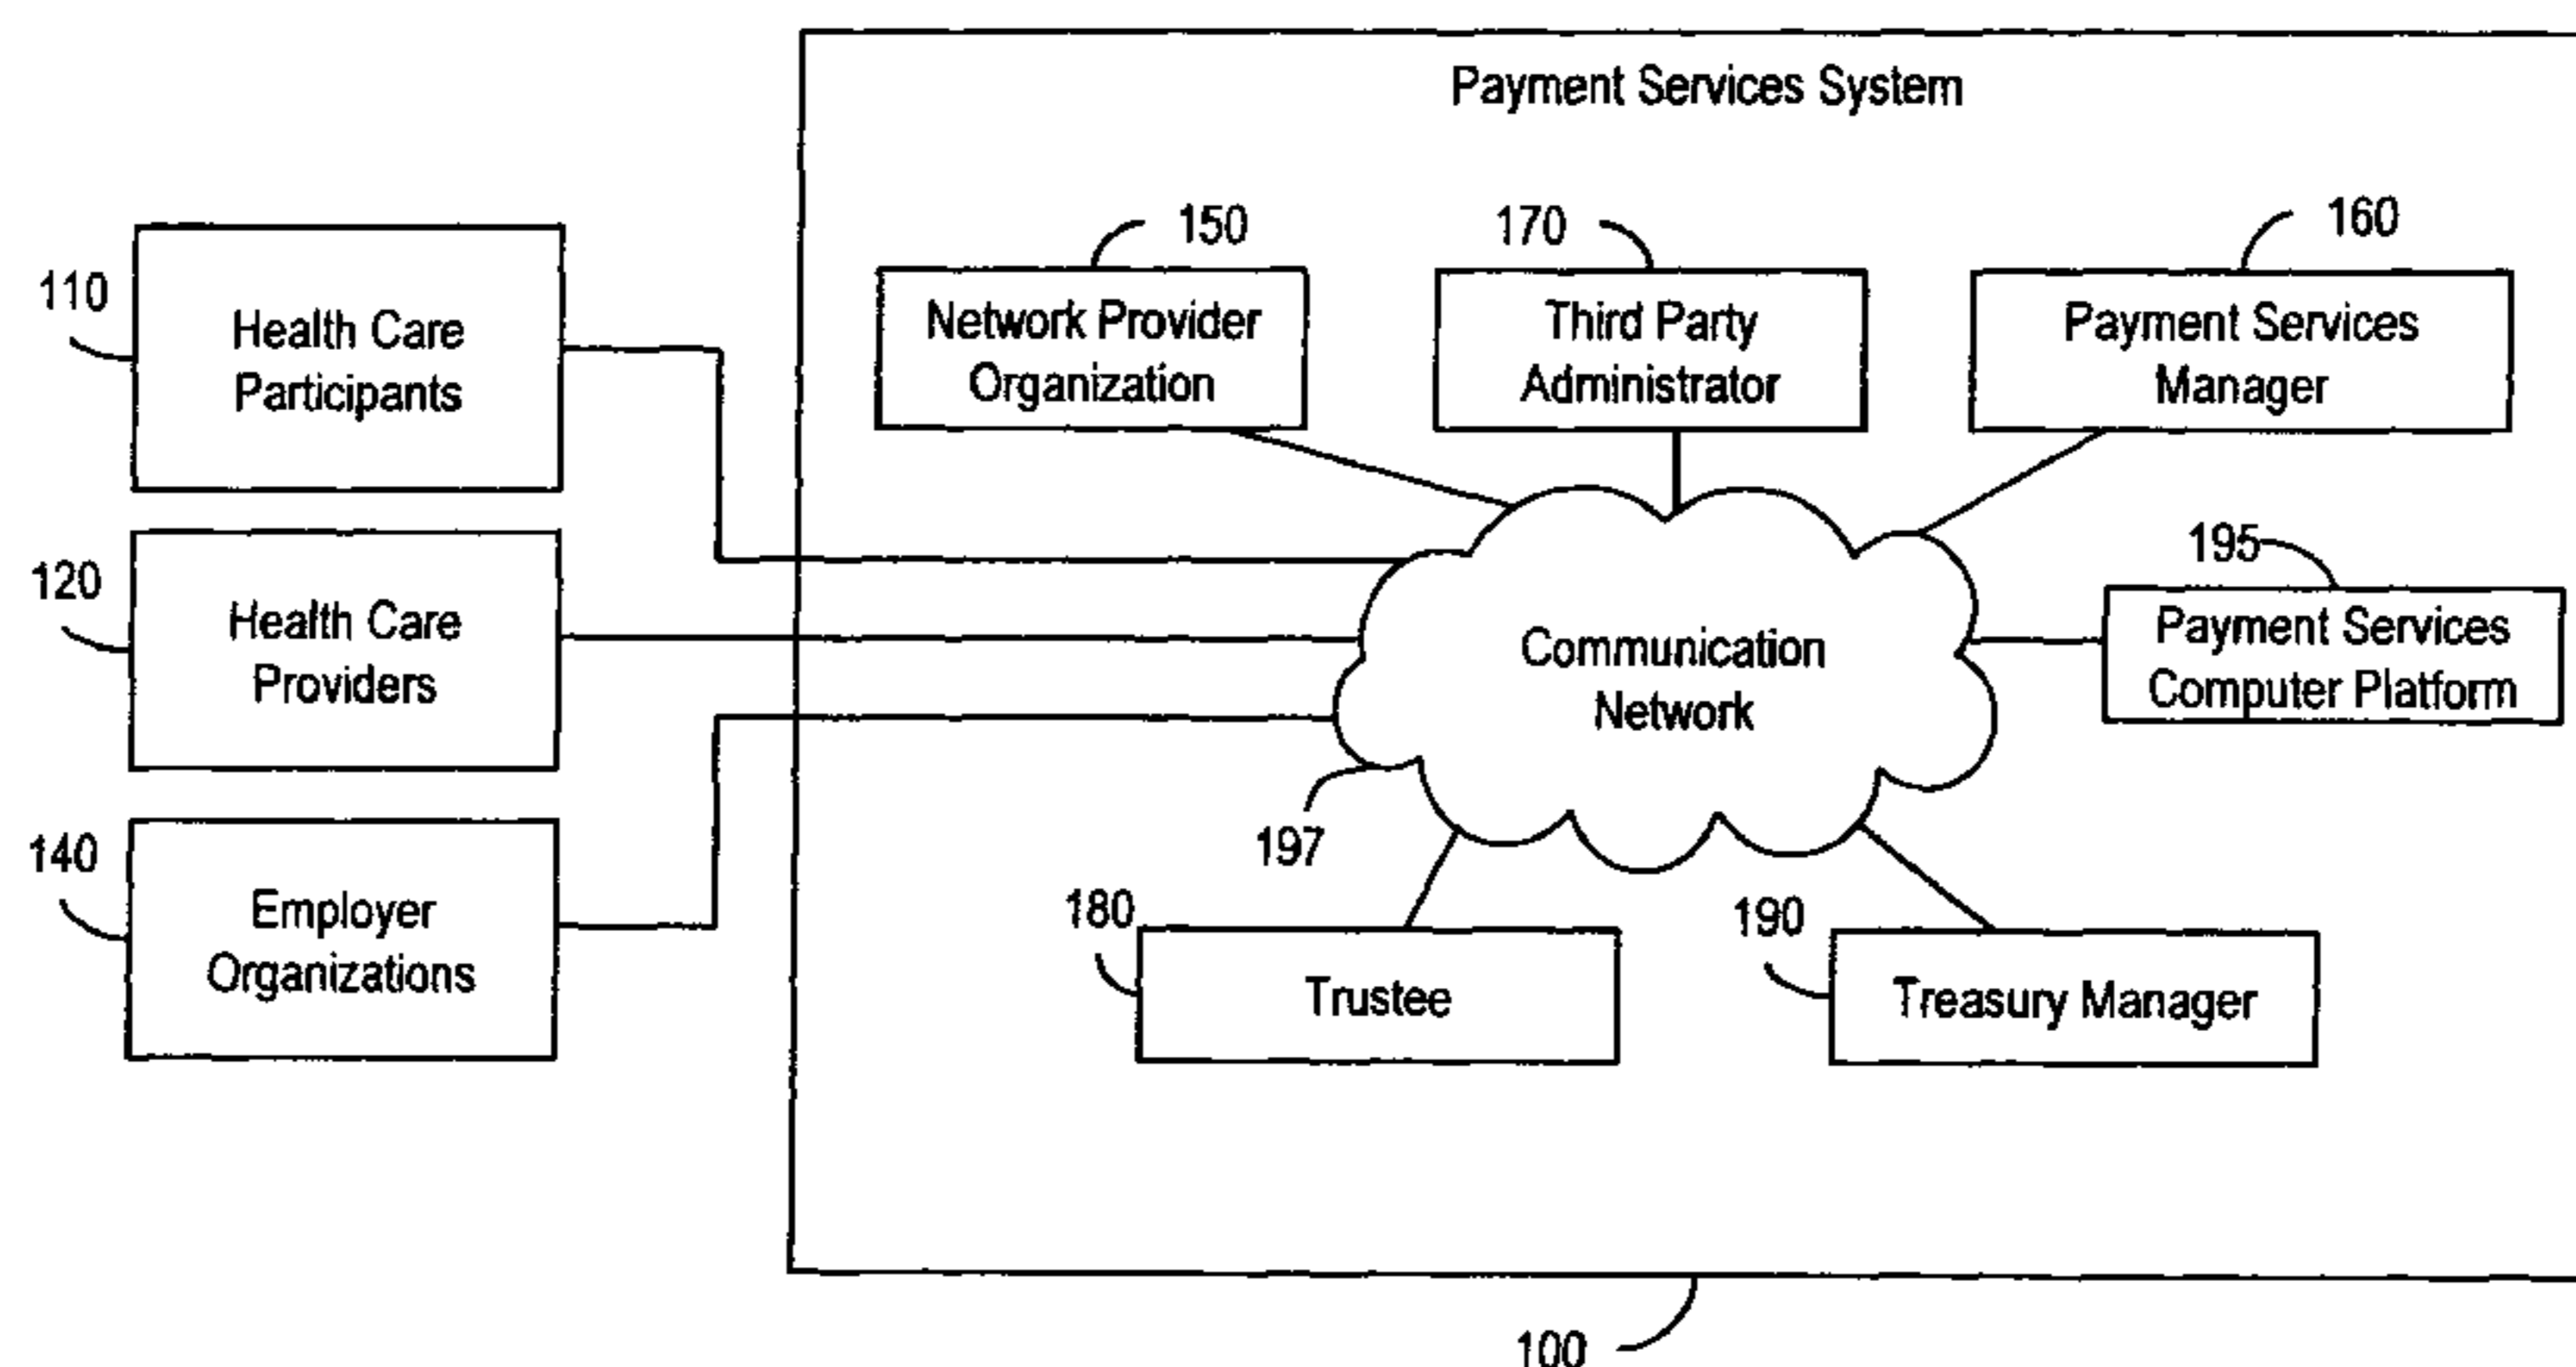 Payment Services System
150
170
160
110
Health Care
Participants
Network Provider
Organization
Third Party
Administrator
Payment Services
Manager
120
Health Care
Providers
195
Payment Services
Computer Platform
Communication
Network
197
140
Employer
Organizations
180
Trustee
190
Treasury Manager
100